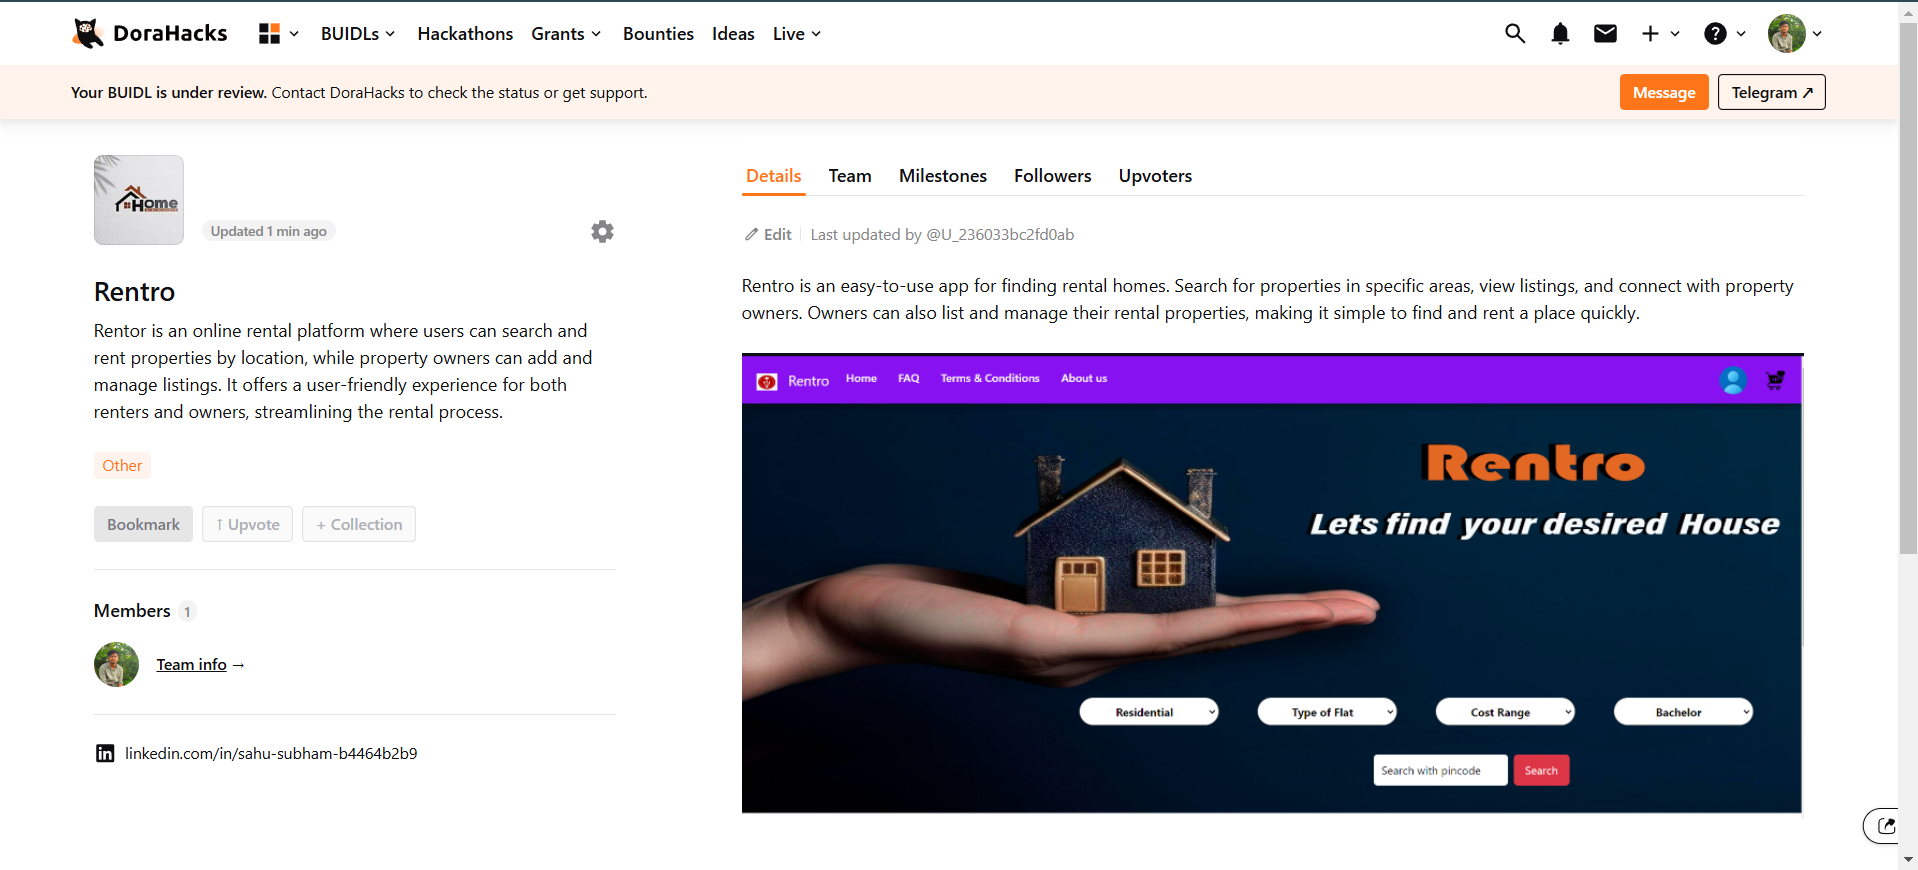 DoraHacks
BUIDLs
Hackathons
Grants
Bounties
Ideas
Live
Your BUIDL is under review. Contact DoraHacks to check the status or get support.
Message
Telegram ↗
Home
Updated 1 min ago
Rentro
Rentor is an online rental platform where users can search and
rent properties by location, while property owners can add and
manage listings. It offers a user-friendly experience for both
renters and owners, streamlining the rental process.
Other
Bookmark
↑ Upvote
+ Collection
Members 1
Team info →
linkedin.com/in/sahu-subham-b4464b2b9
Details
Team
Milestones
Followers
Upvoters
Edit
Last updated by @U_236033bc2fd0ab
Rentro is an easy-to-use app for finding rental homes. Search for properties in specific areas, view listings, and connect with property
owners. Owners can also list and manage their rental properties, making it simple to find and rent a place quickly.
Rentro
Home
FAQ
Terms & Conditions
About us
Rentro
Lets find your desired House
Residential
Type of Flat
Cost Range
Bachelor
Search with pincode
Search